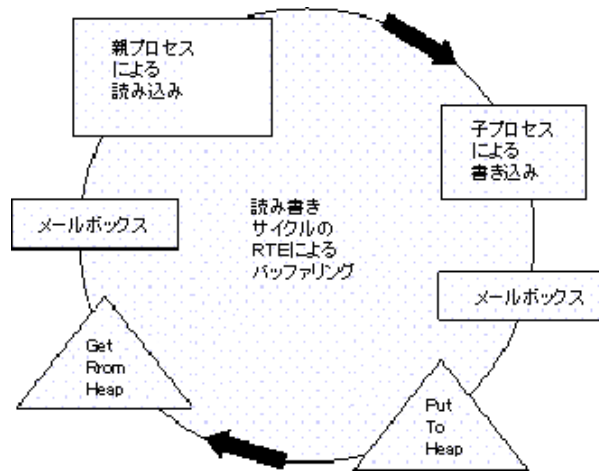 親プロセス
による
読み込み
子プロセス
による
書き込み
メールボックス
読み書き
サイクルの
RTEによる
バッファリング
メールボックス
Get
Rrom
Heap
Put
To
Heap